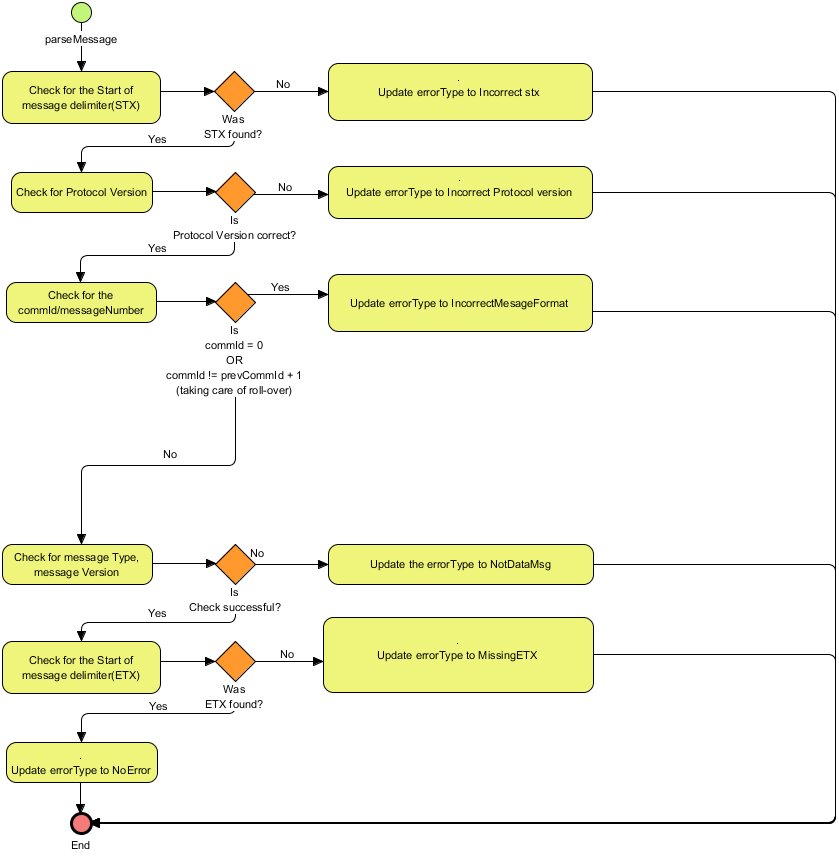 parseMessage
Check for the Start of
message delimiter(STX)
No
.
Update errorType to Incorrect stx
Was
STX found?
Yes
Check for Protocol Version
No
.
Update errorType to Incorrect Protocol version
Is
Protocol Version correct?
Yes
Check for the
commId/messageNumber
Yes
Update errorType to IncorrectMesageFormat
Is
commId = 0
OR
commId != prevCommId + 1
(taking care of roll-over)
No
Check for message Type,
message Version
No
Update the errorType to NotDataMsg
Is
Check successful?
Yes
Check for the Start of
message delimiter(ETX)
No
.
Update errorType to MissingETX
Was
ETX found?
Yes
.
Update errorType to NoError
End